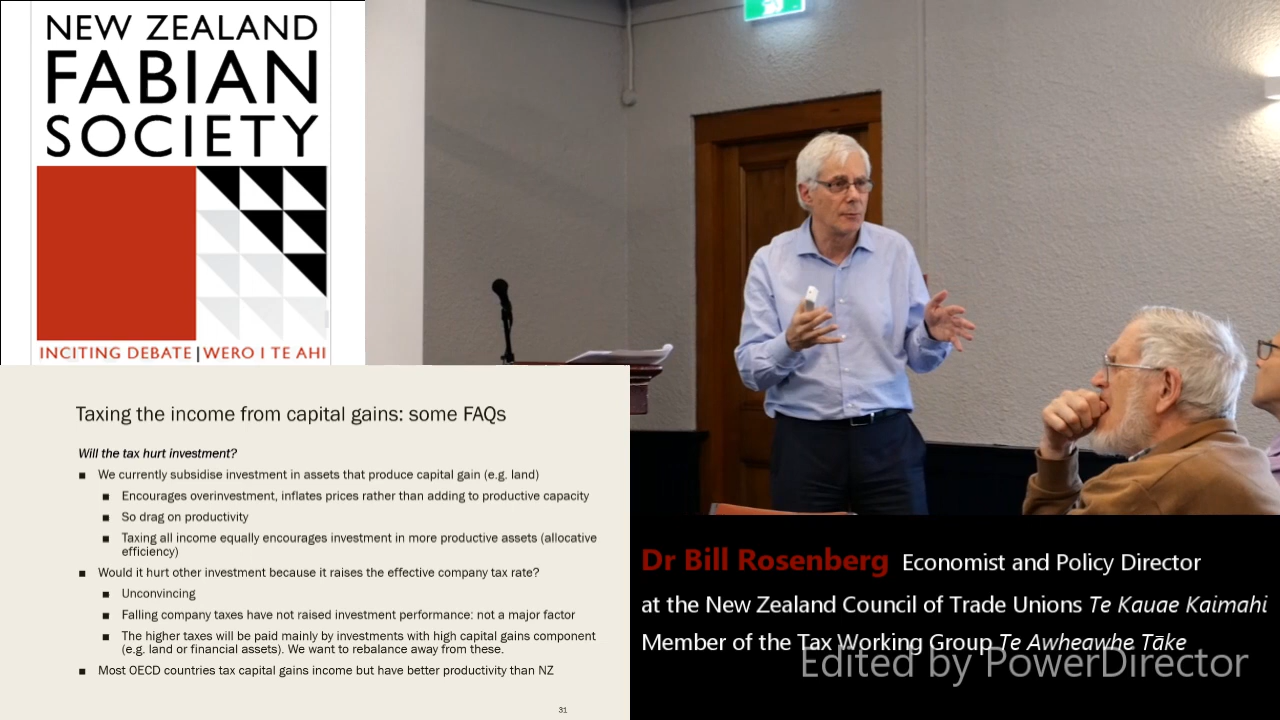 NEW ZEALAND
FABIAN
SOCIETY
INCITING DEBATE | WERO I TE AHI
Taxing the income from capital gains: some FAQs
Will the tax hurt investment?
■ We currently subsidise investment in assets that produce capital gain (e.g. land)
■ Encourages overinvestment, inflates prices rather than adding to productive capacity
■ So drag on productivity
■ Taxing all income equally encourages investment in more productive assets (allocative
efficiency)
■ Would it hurt other investment because it raises the effective company tax rate?
■ Unconvincing
■ Falling company taxes have not raised investment performance: not a major factor
■ The higher taxes will be paid mainly by investments with high capital gains component
(e.g. land or financial assets). We want to rebalance away from these.
■ Most OECD countries tax capital gains income but have better productivity than NZ
31
Dr Bill Rosenberg Economist and Policy Director
at the New Zealand Council of Trade Unions Te Kauae Kaimahi
Member of the Tax Working Group Te Awheawhe Tāke
Edited by PowerDirector